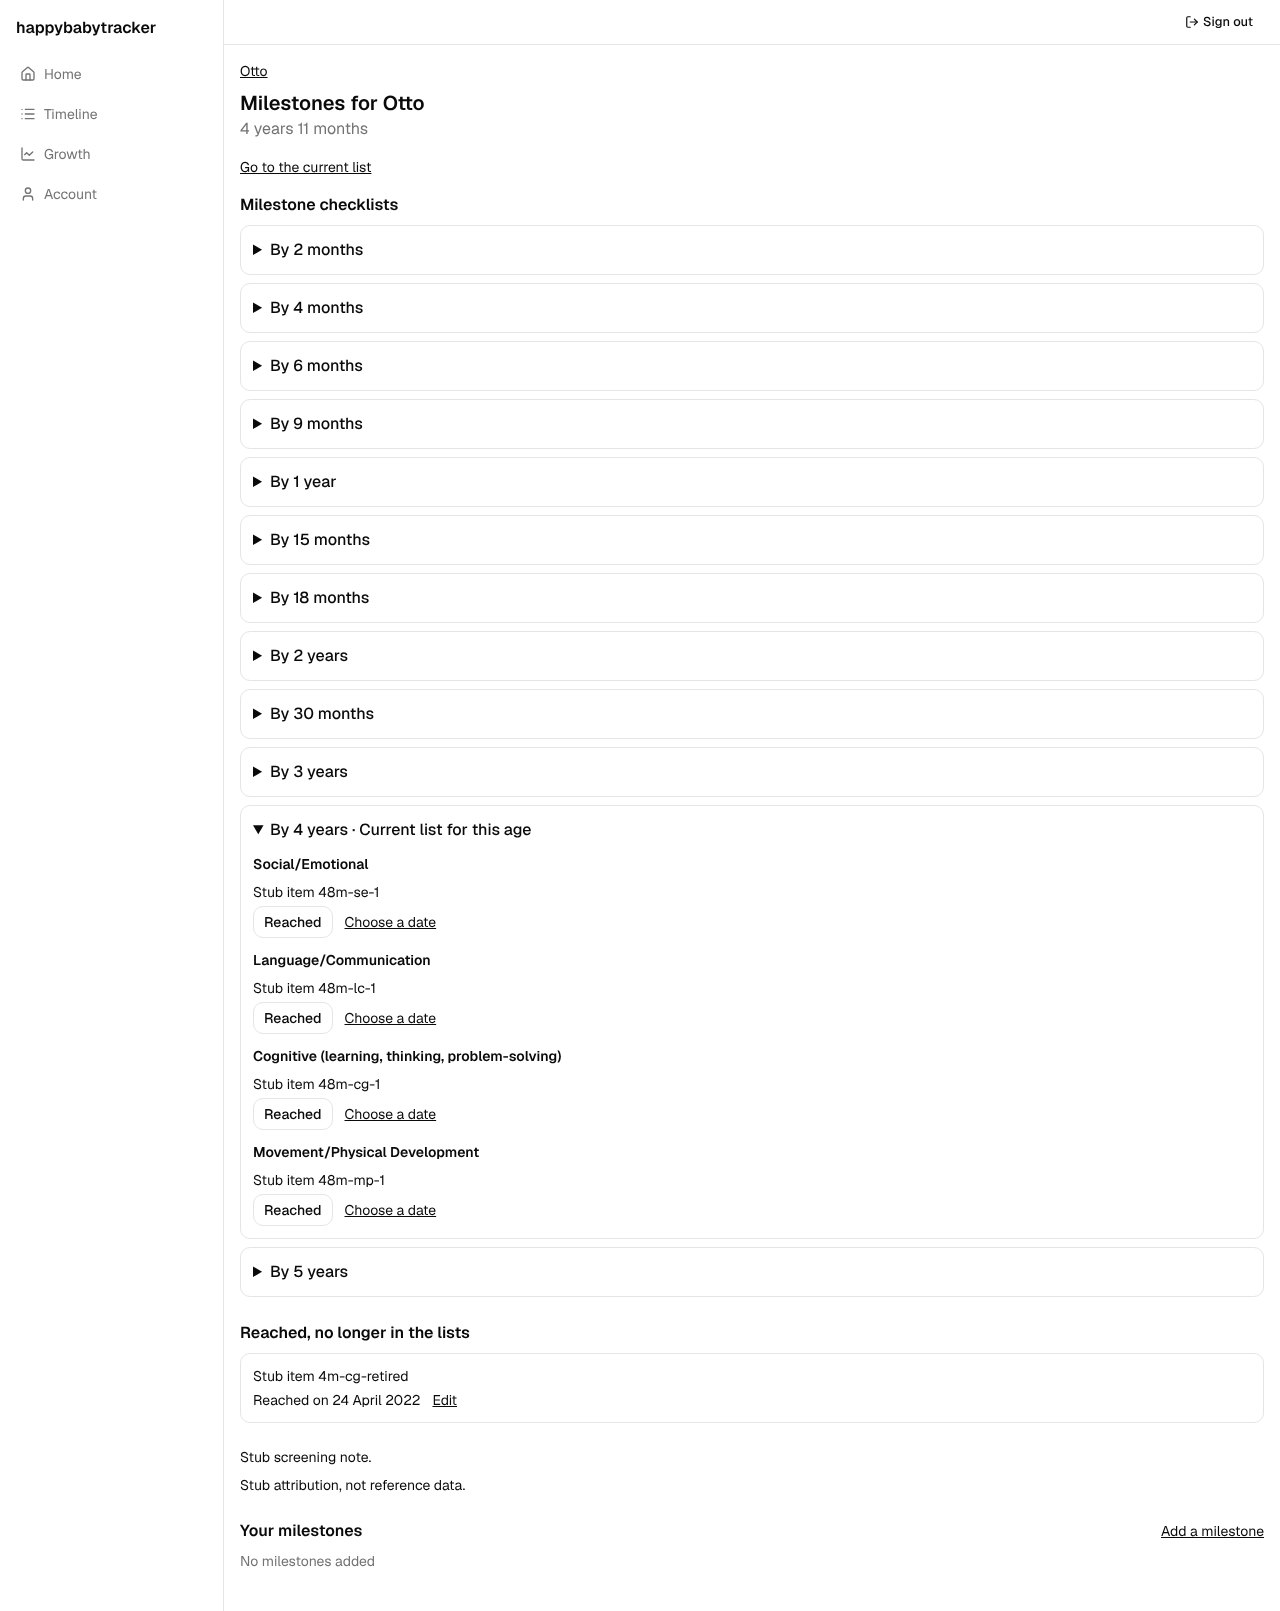 happybabytracker
Sign out
Home
Timeline
Growth
Account
Otto
Milestones for Otto
4 years 11 months
Go to the current list
Milestone checklists
By 2 months
By 4 months
By 6 months
By 9 months
By 1 year
By 15 months
By 18 months
By 2 years
By 30 months
By 3 years
By 4 years · Current list for this age
Social/Emotional
Stub item 48m-se-1
Reached Choose a date
Language/Communication
Stub item 48m-lc-1
Reached Choose a date
Cognitive (learning, thinking, problem-solving)
Stub item 48m-cg-1
Reached Choose a date
Movement/Physical Development
Stub item 48m-mp-1
Reached Choose a date
By 5 years
Reached, no longer in the lists
Stub item 4m-cg-retired
Reached on 24 April 2022 Edit
Stub screening note.
Stub attribution, not reference data.
Your milestones Add a milestone
No milestones added